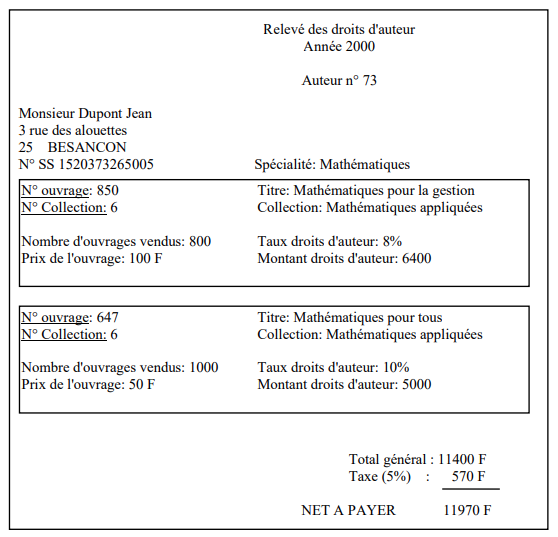 Relevé des droits d'auteur
Année 2000
Auteur n° 73
Monsieur Dupont Jean
3 rue des alouettes
25 BESANCON
N° SS 1520373265005 Spécialité: Mathématiques
N° ouvrage: 850 Titre: Mathématiques pour la gestion
N° Collection: 6 Collection: Mathématiques appliquées
Nombre d'ouvrages vendus: 800 Taux droits d'auteur: 8%
Prix de l'ouvrage: 100 F Montant droits d'auteur: 6400
N° ouvrage: 647 Titre: Mathématiques pour tous
N° Collection: 6 Collection: Mathématiques appliquées
Nombre d'ouvrages vendus: 1000 Taux droits d'auteur: 10%
Prix de l'ouvrage: 50 F Montant droits d'auteur: 5000
Total général : 11400 F
Taxe (5%) : 570 F
NET A PAYER 11970 F